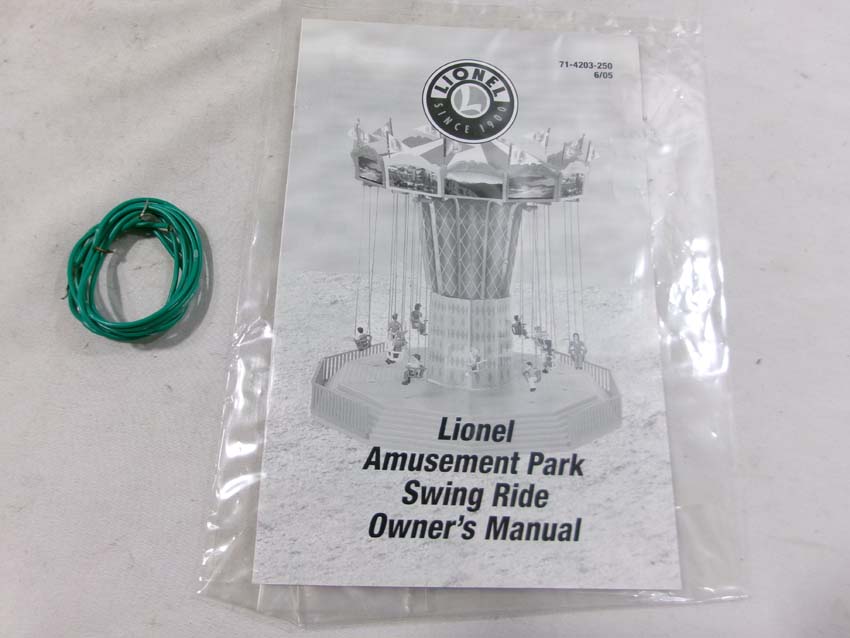 71-4203-250
6/05
LIONEL
L
SINCE 1900
Lionel
Amusement Park
Swing Ride
Owner's Manual